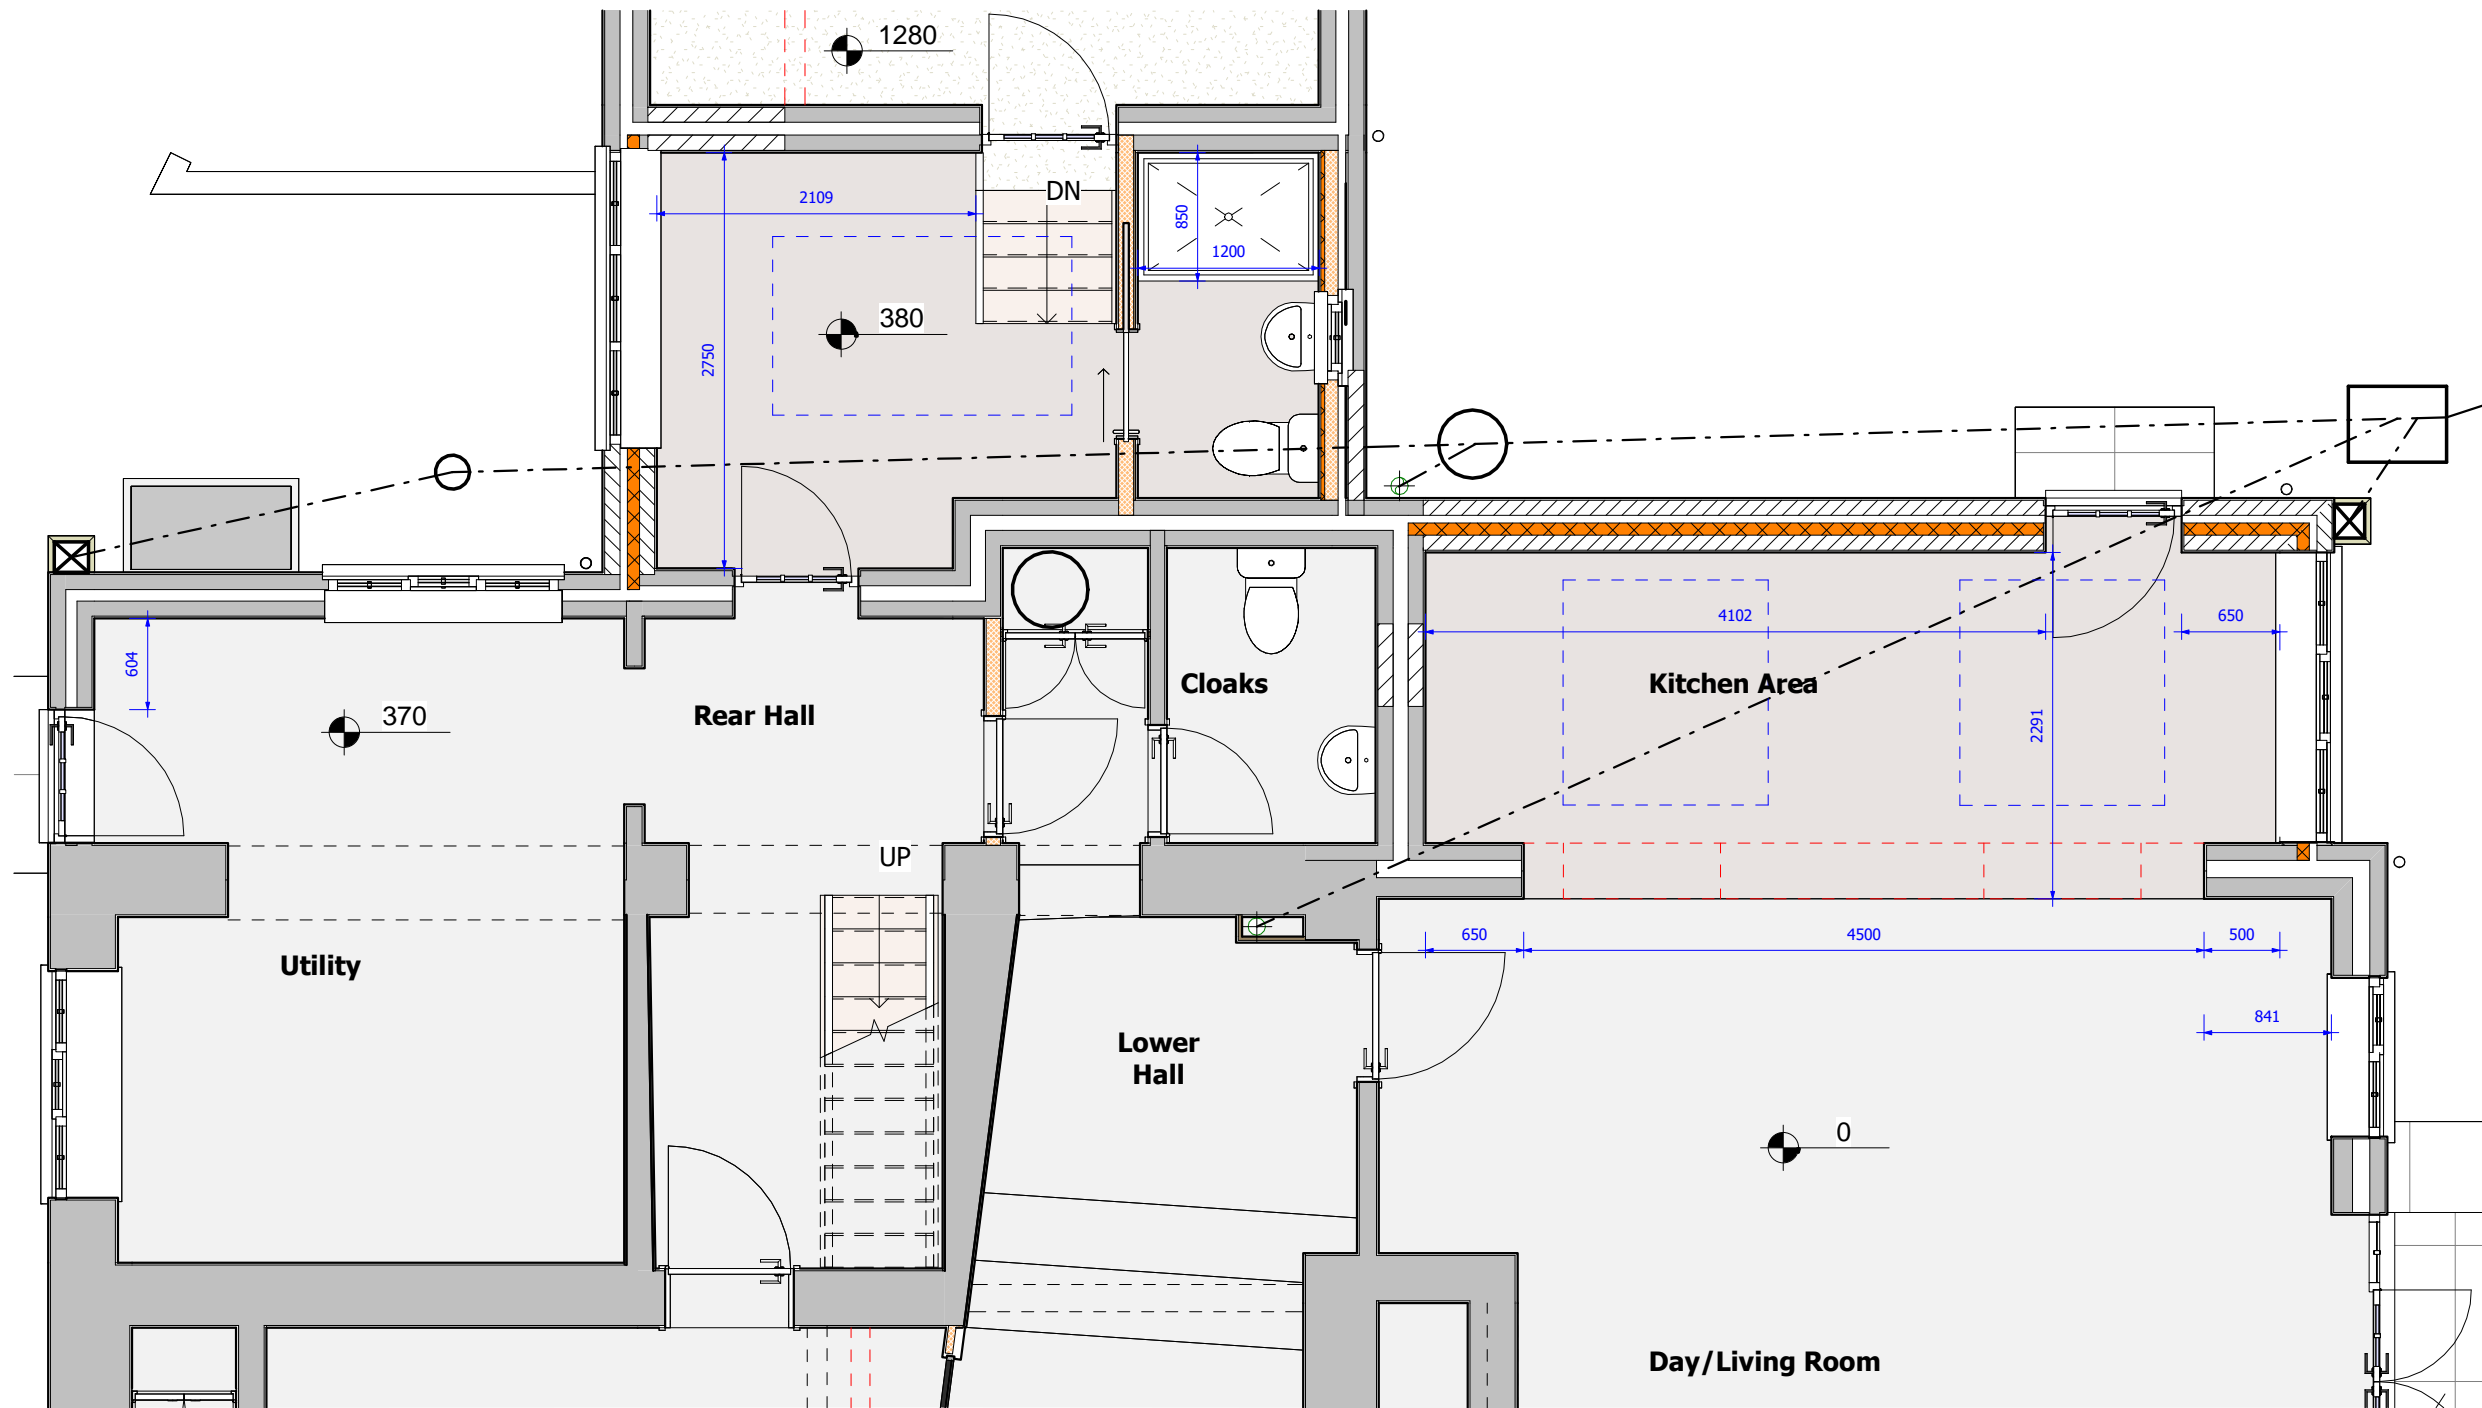 1280
DN
2109
850
1200
380
2750
4102
650
604
Cloaks
Kitchen Area
370
Rear Hall
2291
UP
650
4500
500
Utility
841
Lower
Hall
0
Day/Living Room